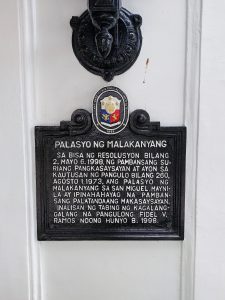 PALASYO NG MALAKANYANG
SA BISA NG RESOLUSYON BILANG
2, MAYO 6, 1998, NG PAMBANSANG SU-
RIANG PANGKASAYSAYAN AT AYON SA
KAUTUSAN NG PANGULO BILANG 260,
AGOSTO 1, 1973, ANG PALASYO NG
MALAKANYANG SA SAN MIGUEL, MAYNI-
LA AY IPINAHAHAYAG NA PAMBAN-
SANG PALATANDAANG MAKASAYSAYAN.
INALISAN NG TABING NG KAGALANG-
GALANG NA PANGULONG FIDEL V.
RAMOS NOONG HUNYO 8, 1998.